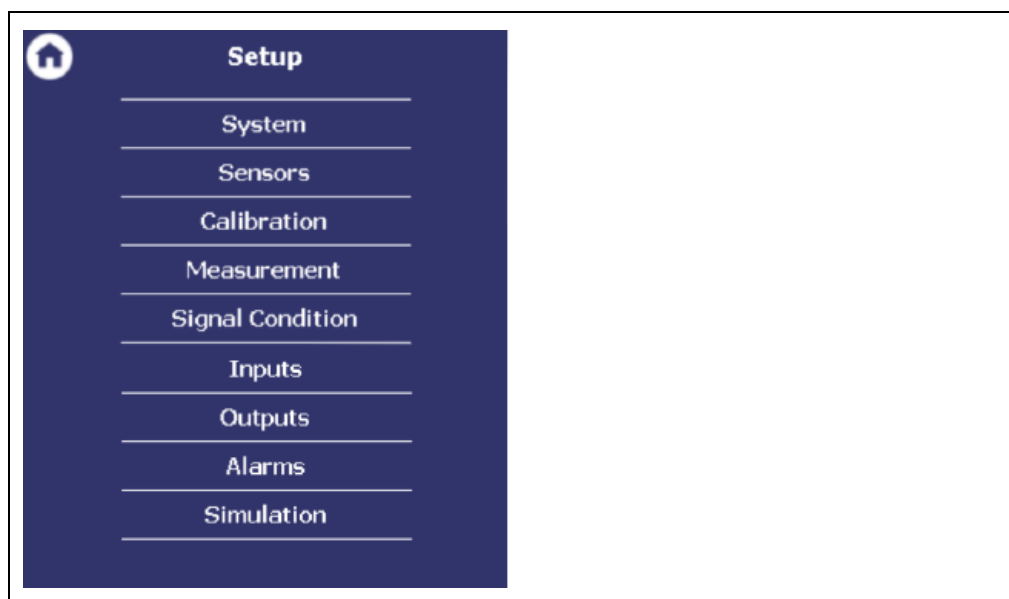 Setup
System
Sensors
Calibration
Measurement
Signal Condition
Inputs
Outputs
Alarms
Simulation